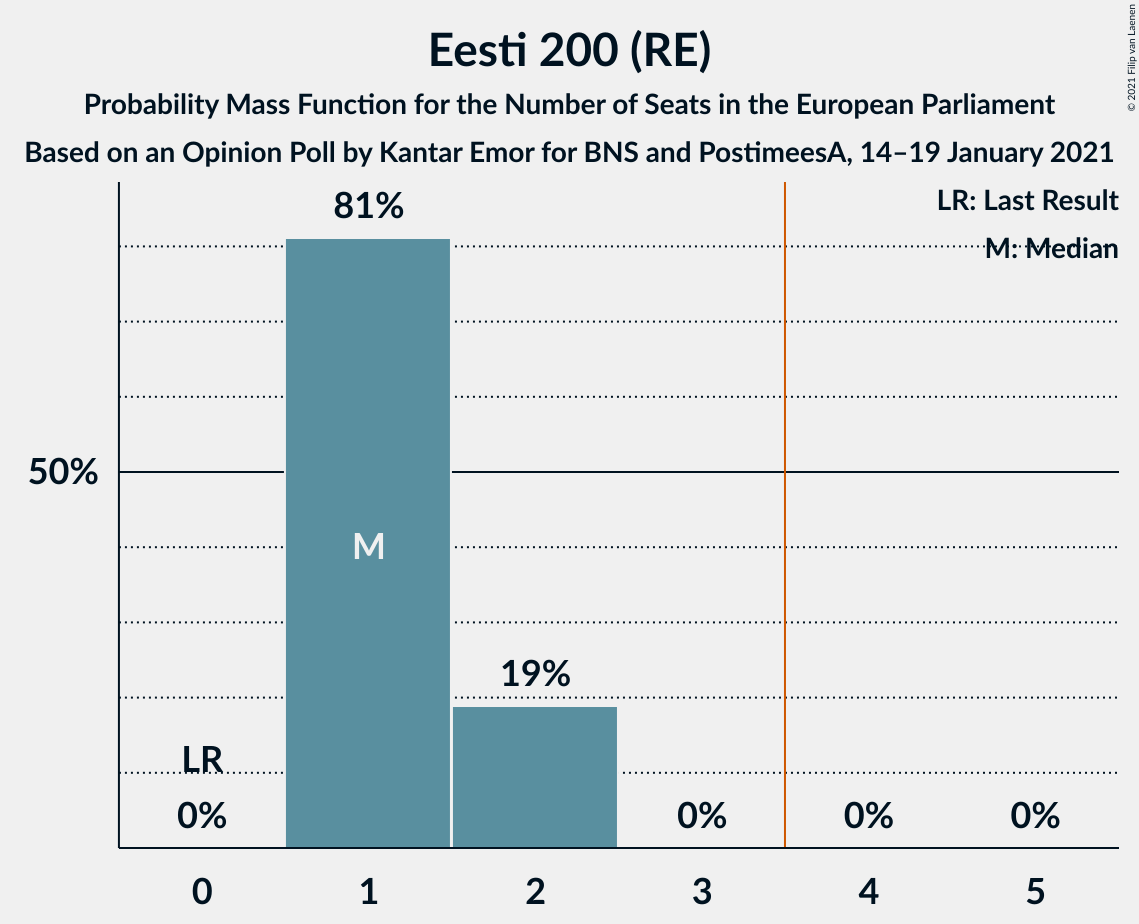 Eesti 200 (RE)
Probability Mass Function for the Number of Seats in the European Parliament
Based on an Opinion Poll by Kantar Emor for BNS and PostimeesA, 14–19 January 2021
© 2021 Filip van Laenen
LR: Last Result
M: Median
81%
50%
M
19%
LR
0%
0%
0%
0%
0
1
2
3
4
5